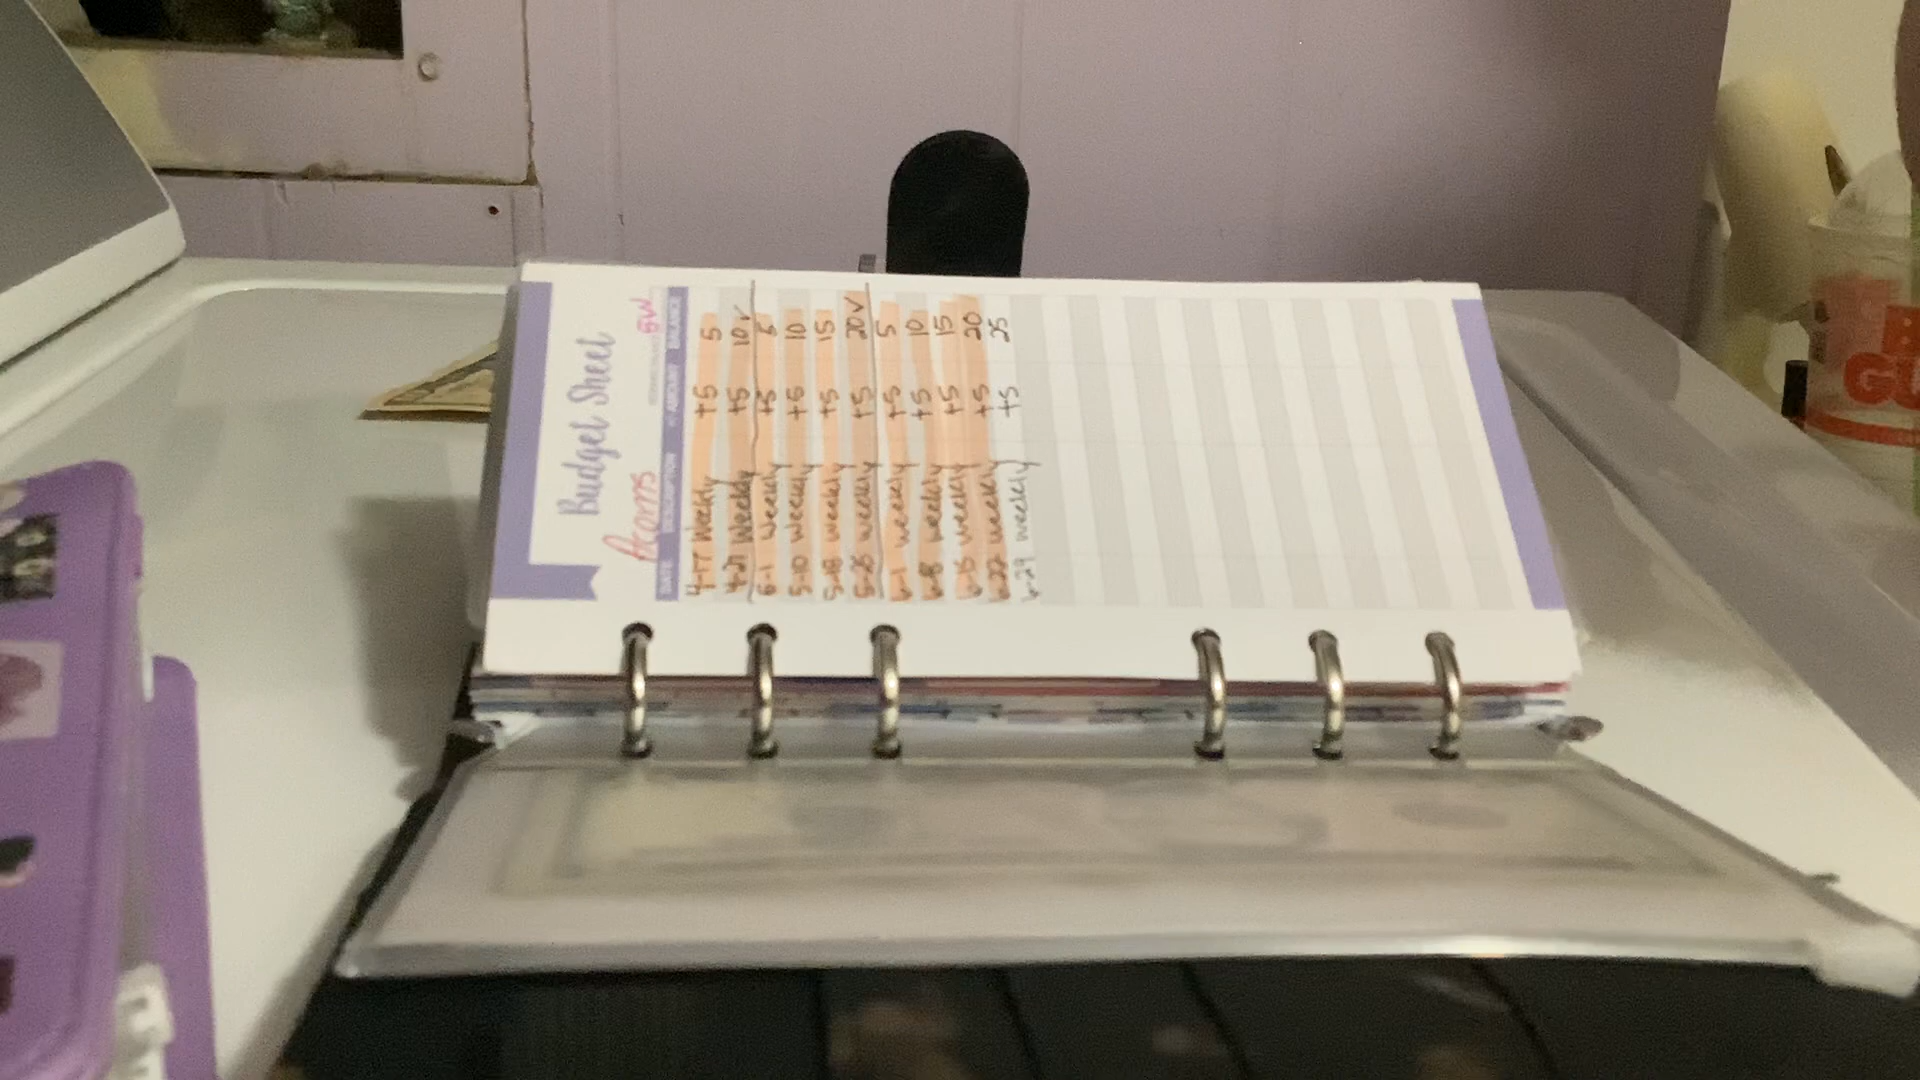 Budget Sheet
Acorns 5W
DATE DESCRIPTION +/- AMOUNT BALANCE
4-17 Weekly +5 5
4-21 Weekly +5 10✓
5-1 Weekly +5 5
5-10 weekly +5 10
5-18 weekly +5 15
5-25 weekly +5 20✓
6-1 weekly +5 5
6-8 weekly +5 10
6-15 weekly +5 15
6-22 weekly +5 20
6-29 weekly +5 25